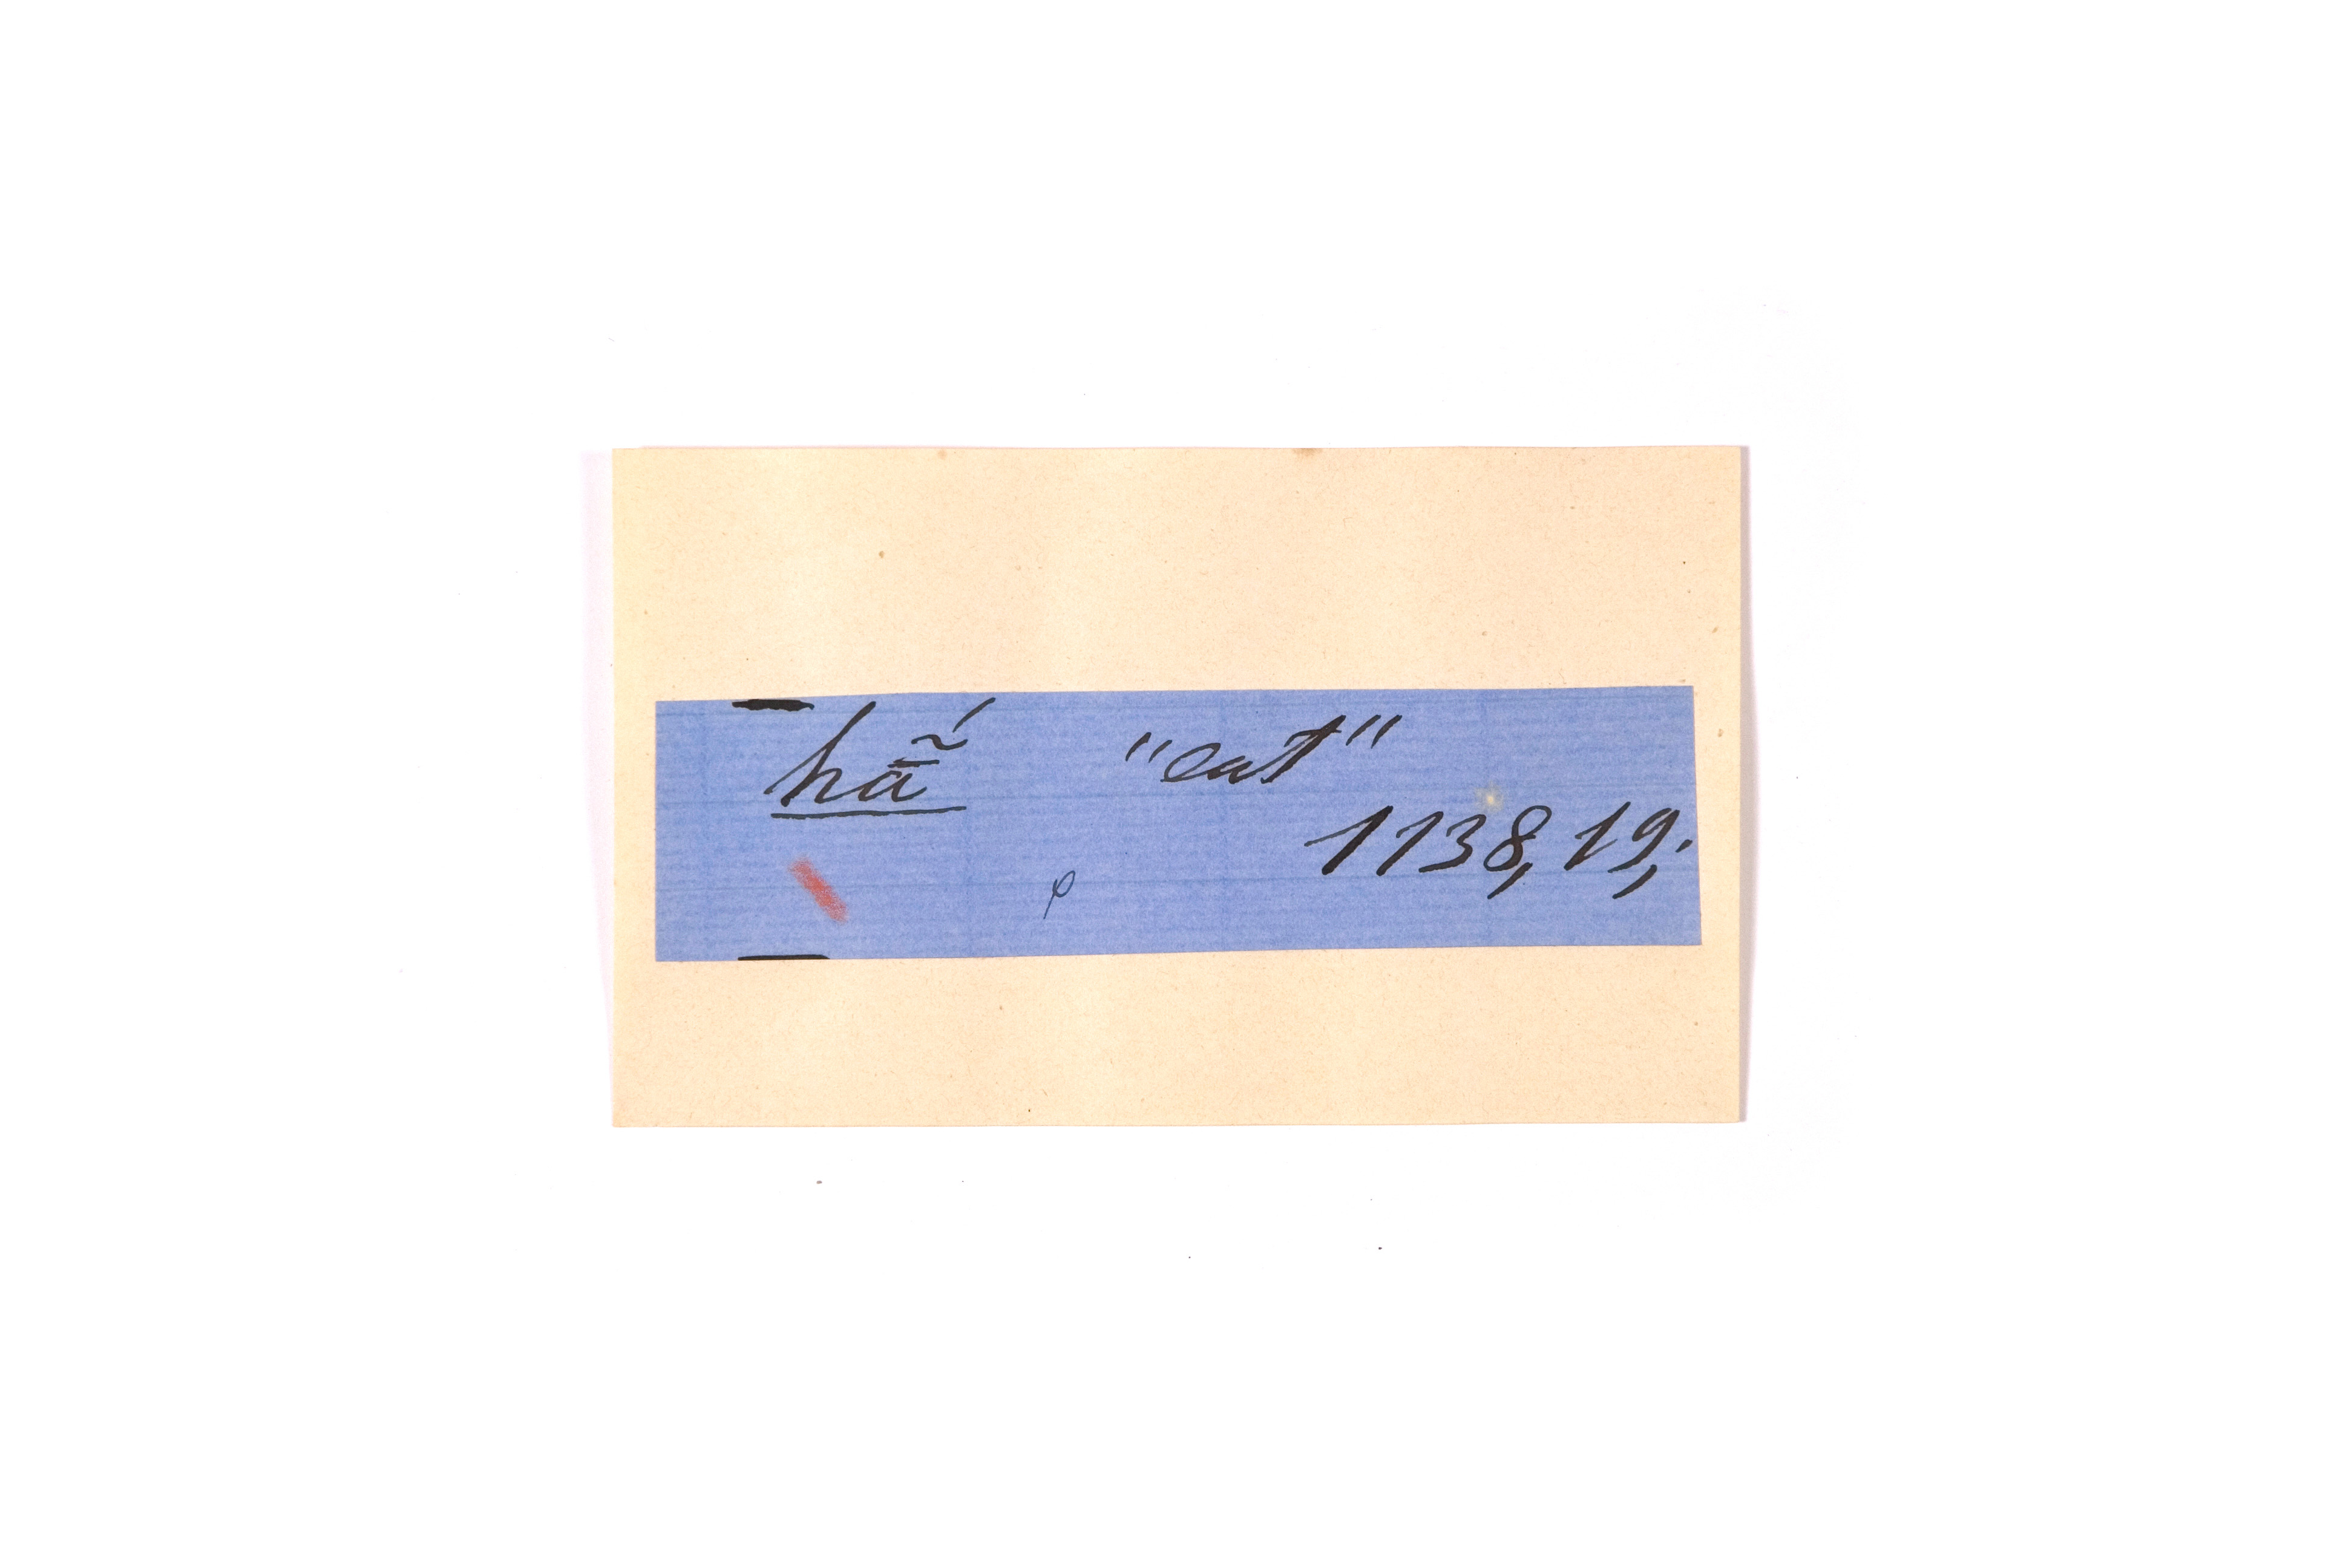 hā̃́ "eat"
1138,19,.
φ